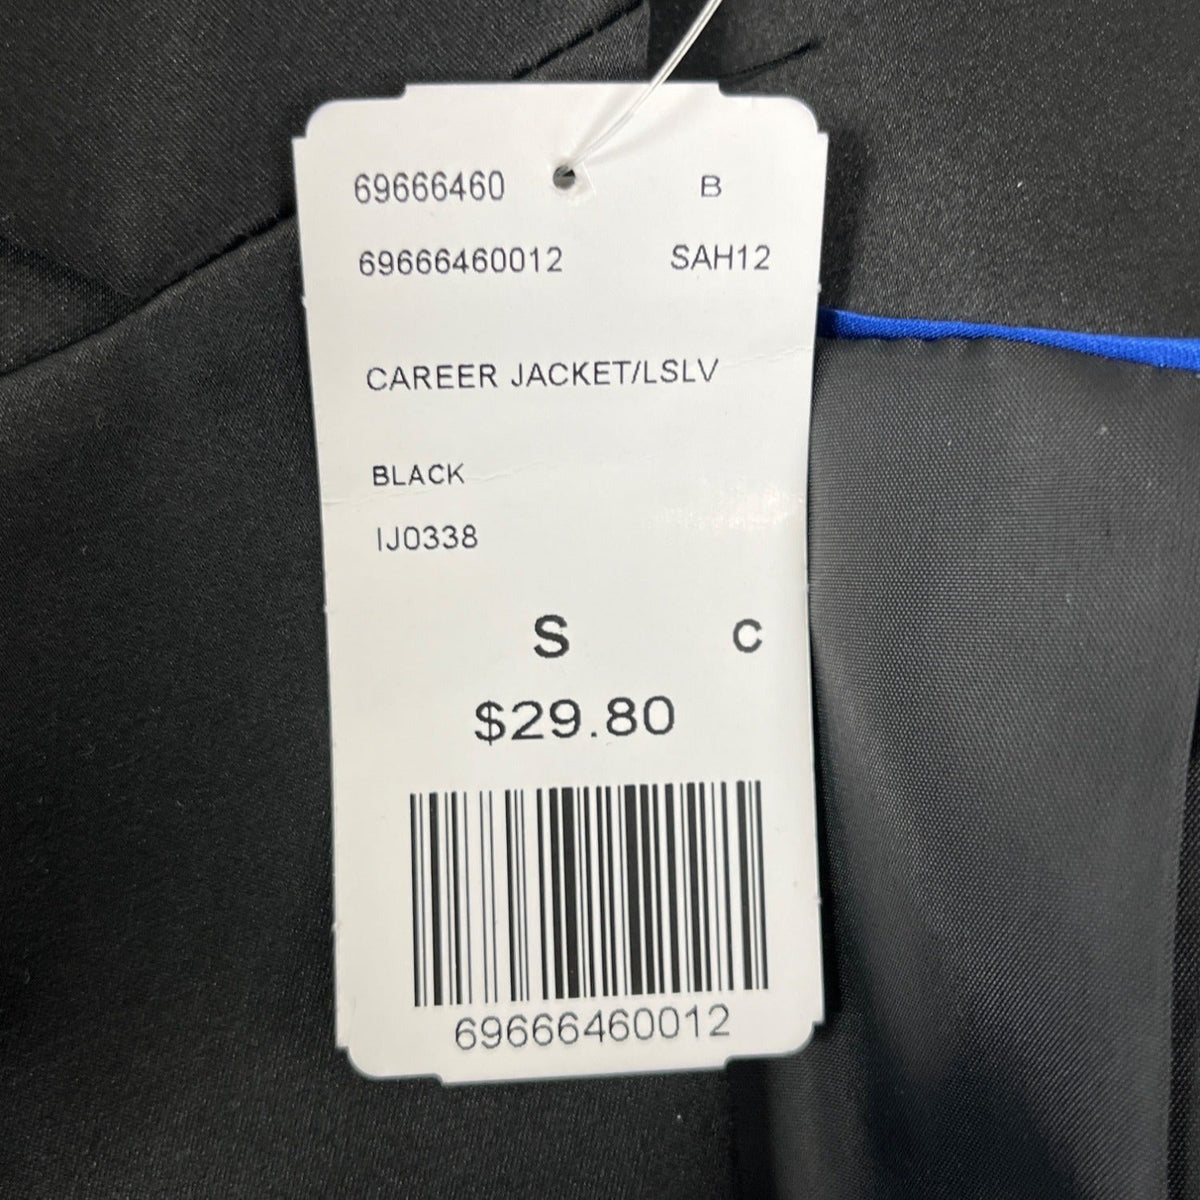 69666460 B
69666460012 SAH12
CAREER JACKET/LSLV
BLACK
IJ0338
S C
$29.80
69666460012